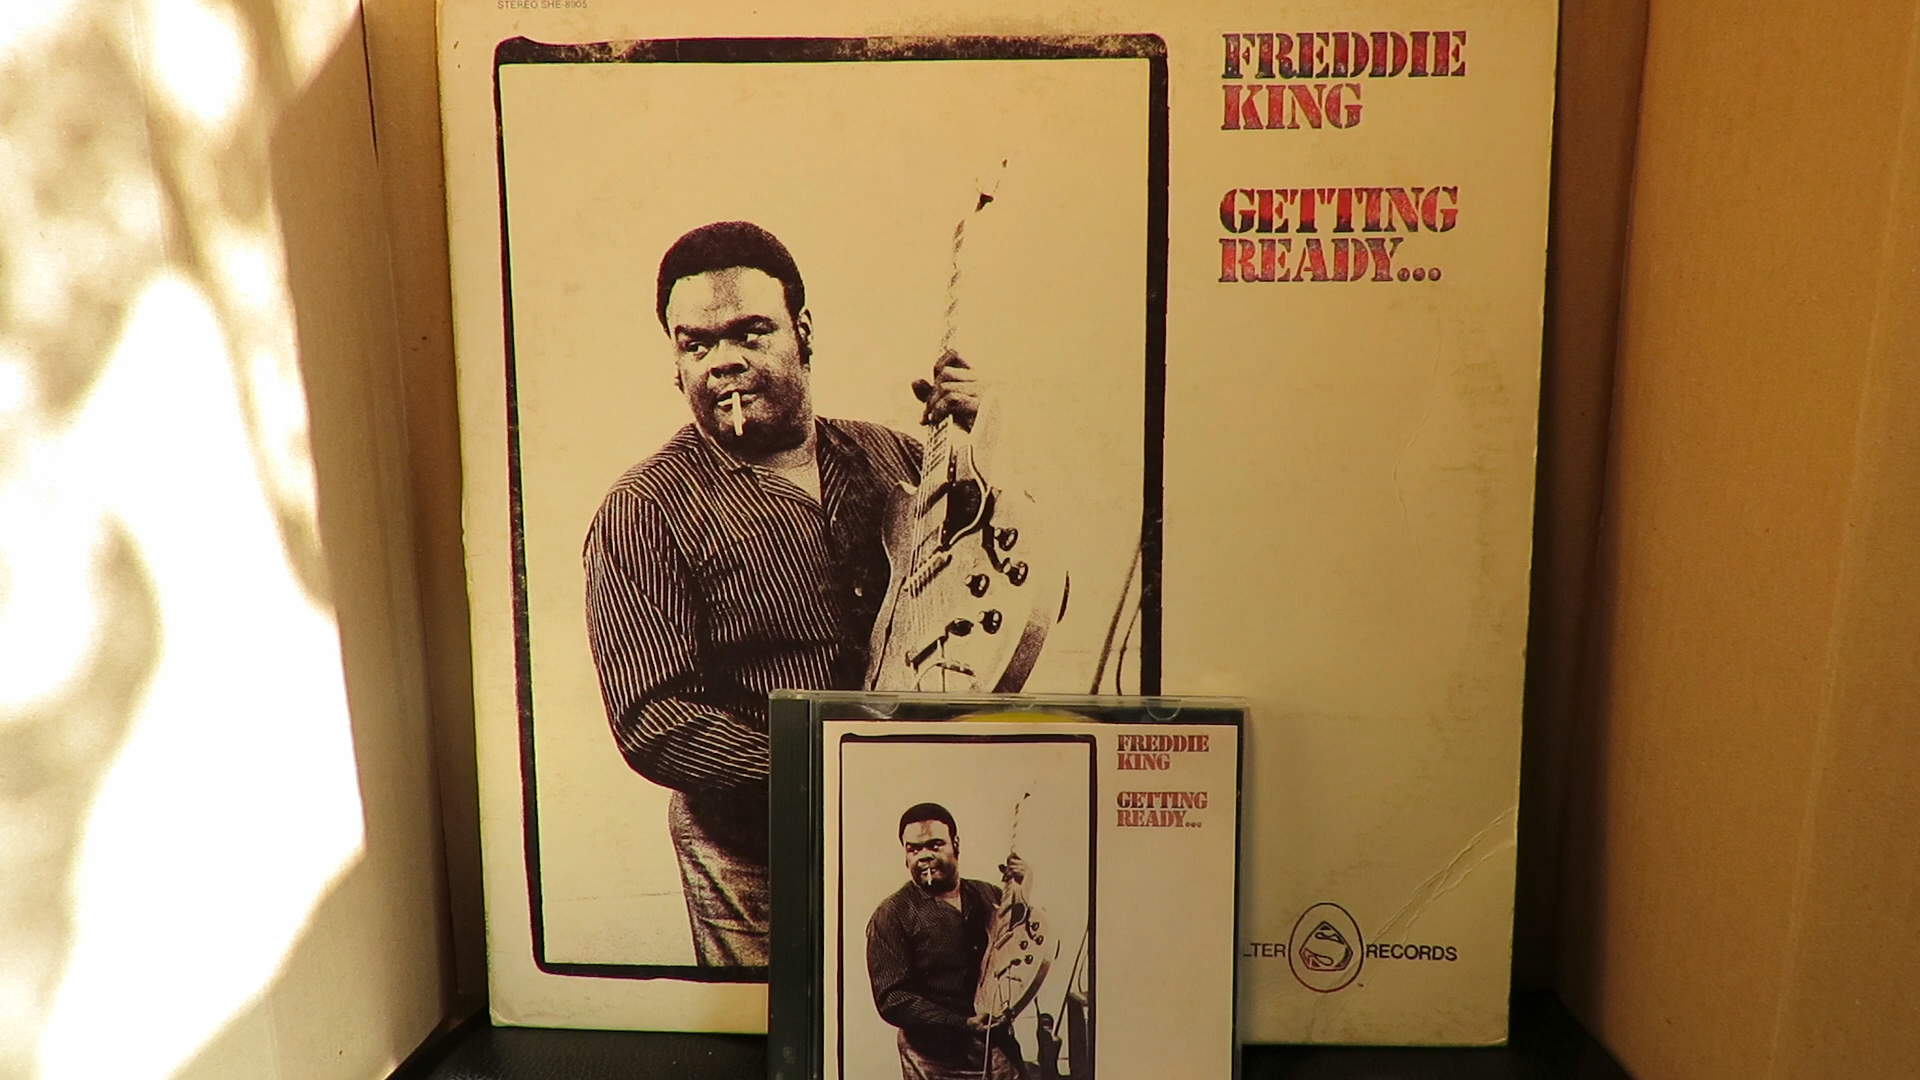 STEREO SHE-8905
FREDDIE
KING
GETTING
READY...
LTER RECORDS
FREDDIE
KING
GETTING
READY...